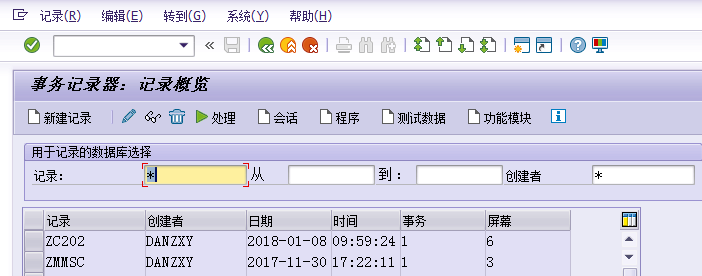 记录(R) 编辑(E) 转到(G) 系统(Y) 帮助(H)
事务记录器: 记录概览
新建记录 处理 会话 程序 测试数据 功能模块
用于记录的数据库选择
记录: * 从 到: 创建者 *
记录 创建者 日期 时间 事务 屏幕
ZC202 DANZXY 2018-01-08 09:59:24 1 6
ZMMSC DANZXY 2017-11-30 17:22:11 1 3